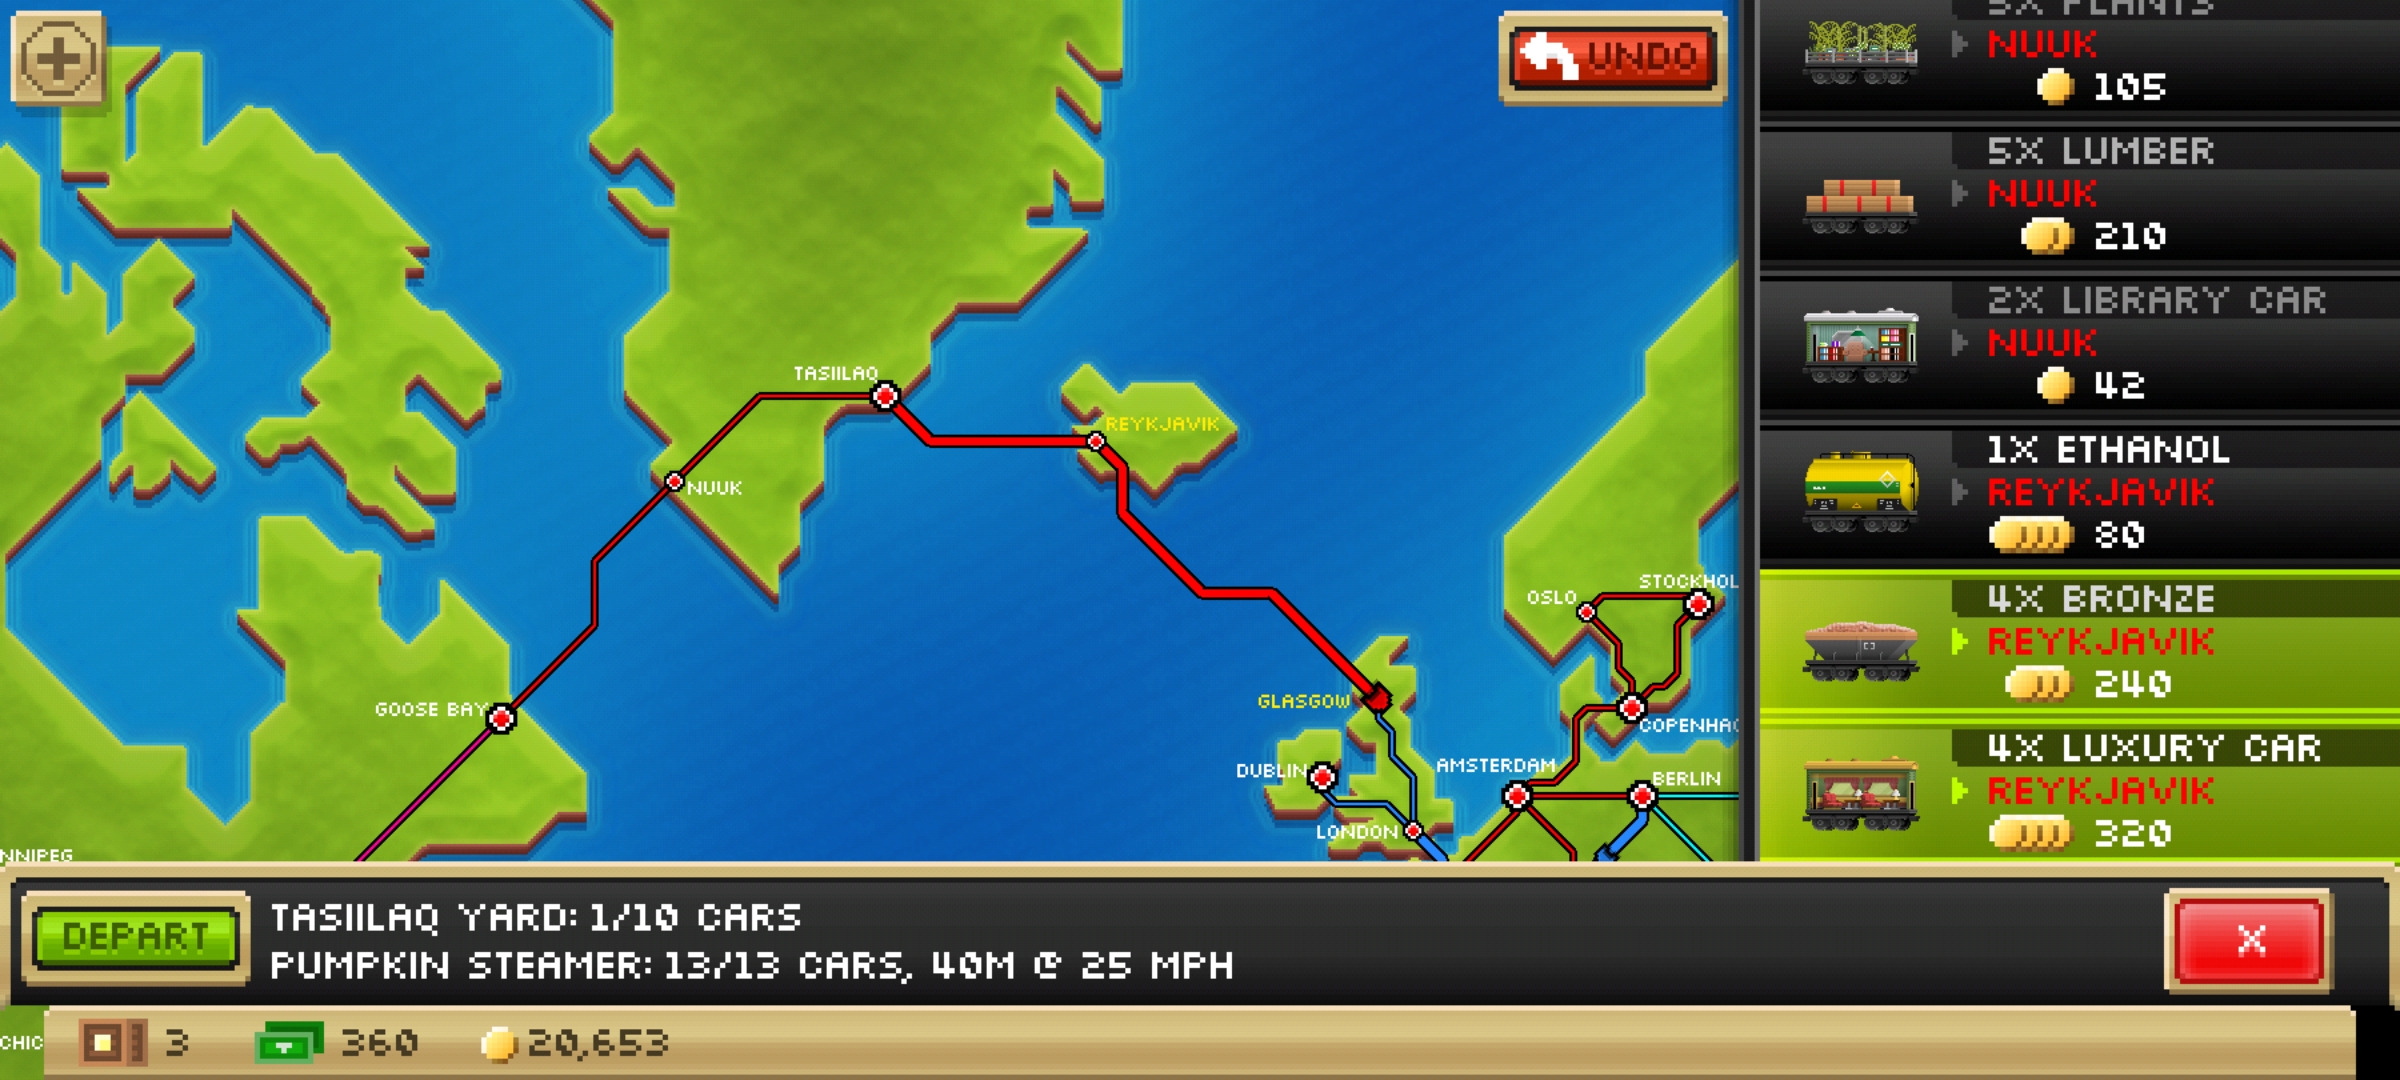 UNDO
5X PLANTS
NUUK
105
5X LUMBER
NUUK
210
2X LIBRARY CAR
NUUK
42
1X ETHANOL
REYKJAVIK
80
4X BRONZE
REYKJAVIK
240
4X LUXURY CAR
REYKJAVIK
320
TASIILAQ
REYKJAVIK
NUUK
GOOSE BAY
GLASGOW
DUBLIN
LONDON
OSLO
STOCKHOL
COPENHAG
AMSTERDAM
BERLIN
NNIPEG
DEPART
TASIILAQ YARD: 1/10 CARS
PUMPKIN STEAMER: 13/13 CARS, 40M @ 25 MPH
X
CHIC
3
360
20,653